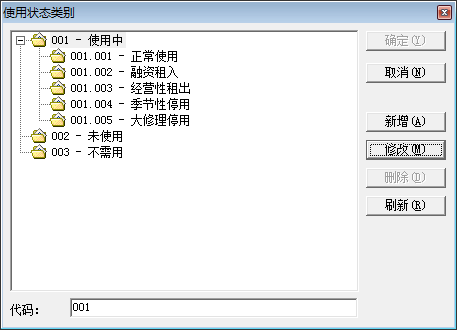 使用状态类别
001 - 使用中
001.001 - 正常使用
001.002 - 融资租入
001.003 - 经营性租出
001.004 - 季节性停用
001.005 - 大修理停用
002 - 未使用
003 - 不需用
确定(Y)
取消(N)
新增(A)
修改(M)
删除(D)
刷新(R)
代码： 001